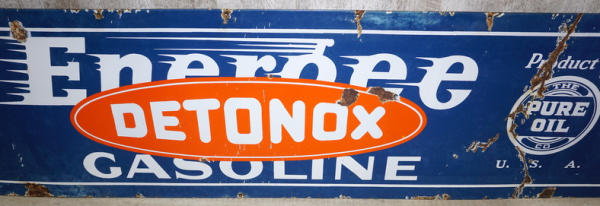 Energee
DETONOX
GASOLINE
Product
THE
PURE
OIL
CO
U. S. A.